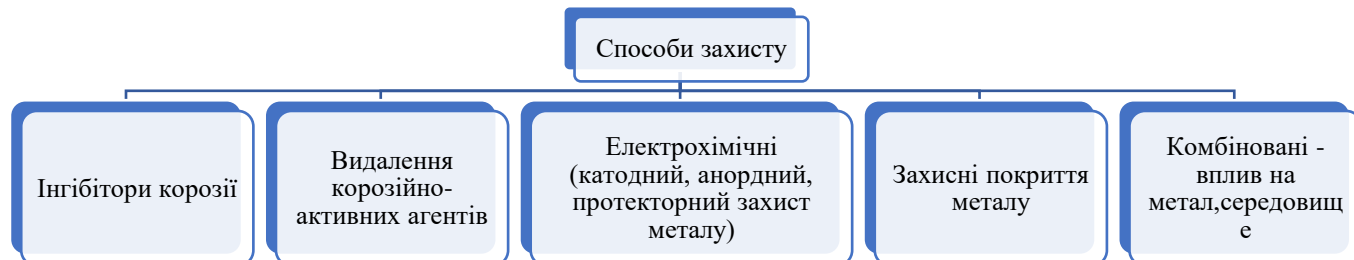 Способи захисту
Інгібітори корозії
Видалення
корозійно-
активних агентів
Електрохімічні
(катодний, анордний,
протекторний захист
металу)
Захисні покриття
металу
Комбіновані -
вплив на
метал,середовищ
е